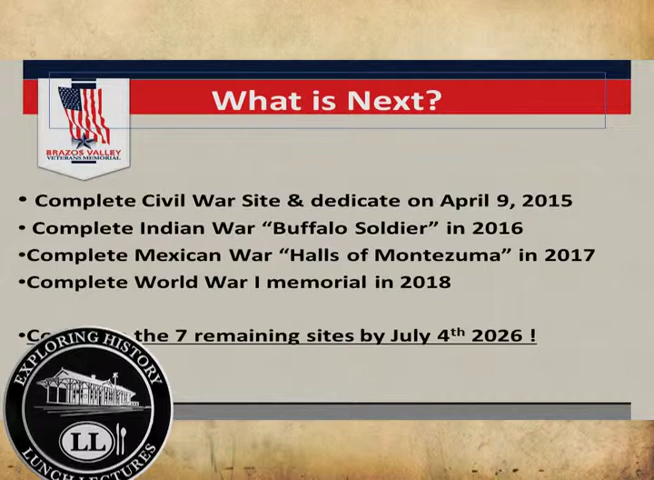 What is Next?
BRAZOS VALLEY
VETERANS MEMORIAL
• Complete Civil War Site & dedicate on April 9, 2015
• Complete Indian War “Buffalo Soldier” in 2016
•Complete Mexican War “Halls of Montezuma” in 2017
•Complete World War I memorial in 2018
• the 7 remaining sites by July 4th 2026 !
EXPLORING HISTORY
LL
LUNCH LECTURES